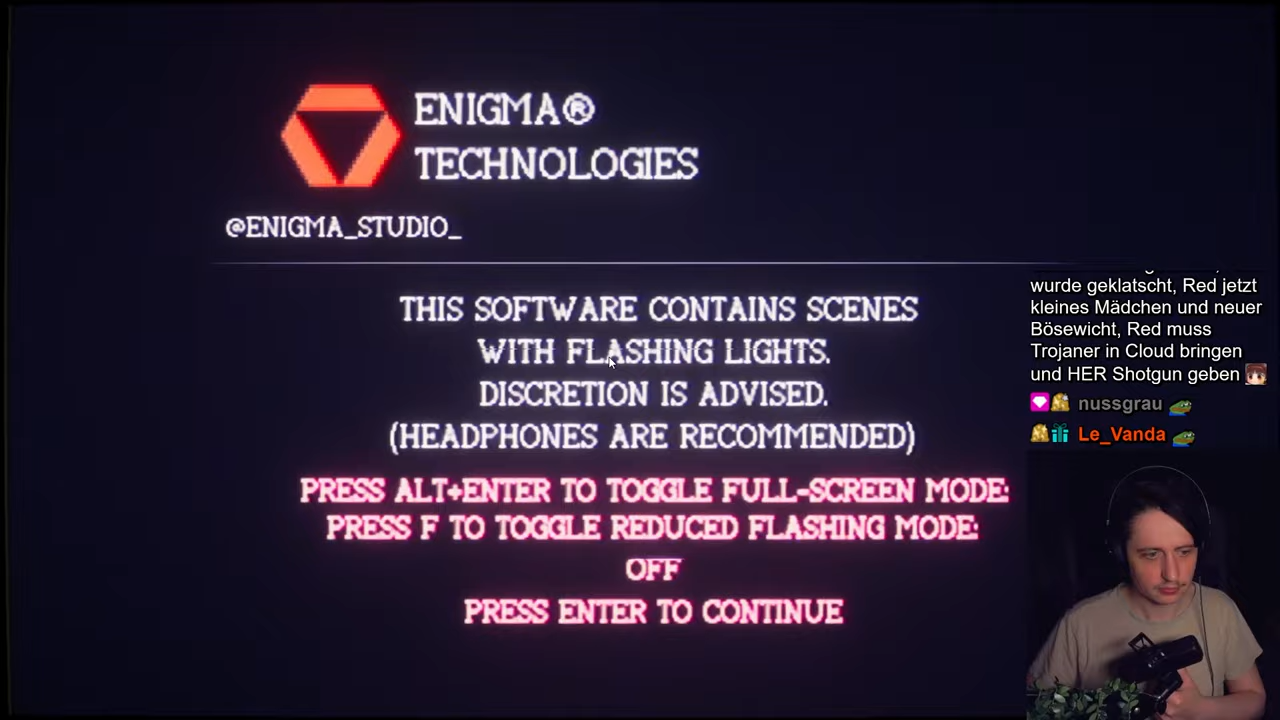 ENIGMA®
TECHNOLOGIES
@ENIGMA_STUDIO_
THIS SOFTWARE CONTAINS SCENES
WITH FLASHING LIGHTS.
DISCRETION IS ADVISED.
(HEADPHONES ARE RECOMMENDED)
PRESS ALT+ENTER TO TOGGLE FULL-SCREEN MODE:
PRESS F TO TOGGLE REDUCED FLASHING MODE:
OFF
PRESS ENTER TO CONTINUE
wurde geklatscht, Red jetzt
kleines Mädchen und neuer
Bösewicht, Red muss
Trojaner in Cloud bringen
und HER Shotgun geben
nussgrau
Le_Vanda